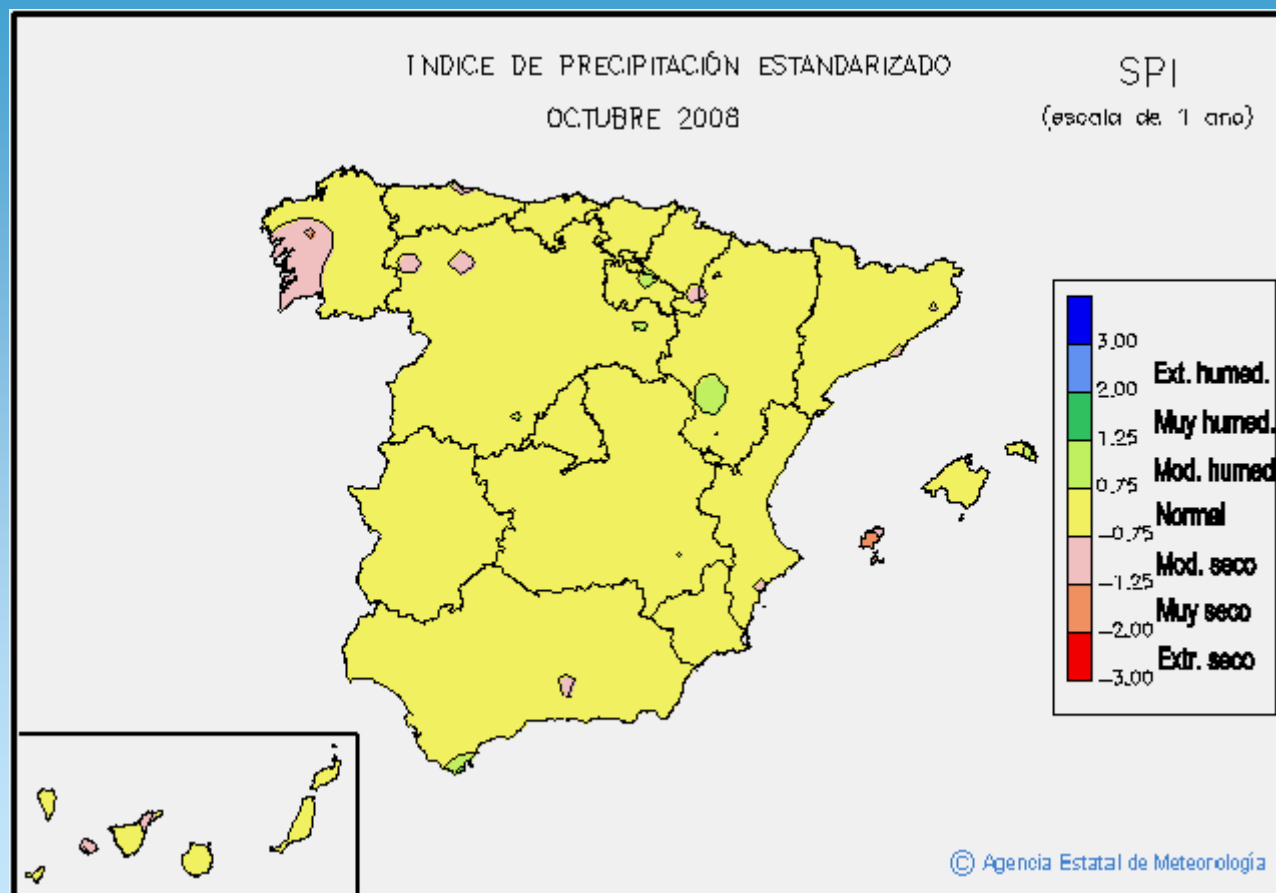 INDICE DE PRECIPITACIÓN ESTANDARIZADO
OCTUBRE 2008
SPI
(escala de 1 ano)
3.00
Ext. humed.
2.00
Muy humed.
1.25
Mod. humed
0.75
Normal
-0.75
Mod. seco
-1.25
Muy seco
-2.00
Extr. seco
-3.00
© Agencia Estatal de Meteorología